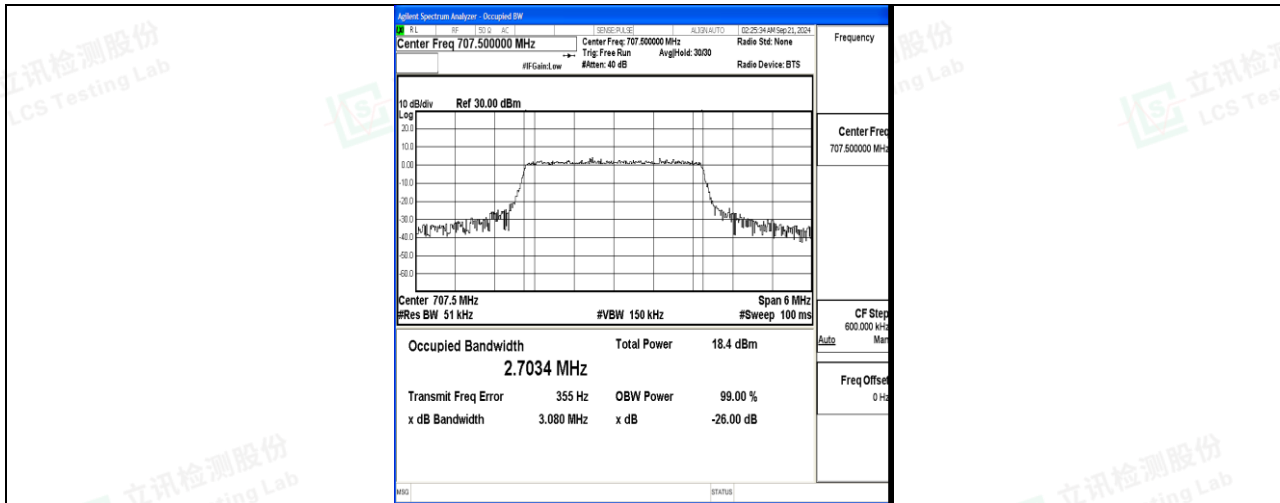 Agilent Spectrum Analyzer - Occupied BW
RL RF 50 Ω AC SENSE:PULSE ALIGN AUTO 02:25:34 AM Sep 21, 2024
Center Freq 707.500000 MHz
Center Freq: 707.500000 MHz
Radio Std: None
Trig: Free Run Avg|Hold: 30/30
#IFGain:Low
#Atten: 40 dB
Radio Device: BTS
10 dB/div Ref 30.00 dBm
Log
20.0
10.0
0.00
-10.0
-20.0
-30.0
-40.0
-50.0
-60.0
Center 707.5 MHz
Span 6 MHz
#Res BW 51 kHz
#VBW 150 kHz
#Sweep 100 ms
Occupied Bandwidth
Total Power 18.4 dBm
2.7034 MHz
Transmit Freq Error 355 Hz OBW Power 99.00 %
x dB Bandwidth 3.080 MHz x dB -26.00 dB
MSG STATUS
Frequency
Center Freq
707.500000 MHz
CF Step
600.000 kHz
Auto Man
Freq Offset
0 Hz
立讯检测股份
LCS Testing Lab
立讯检测股份